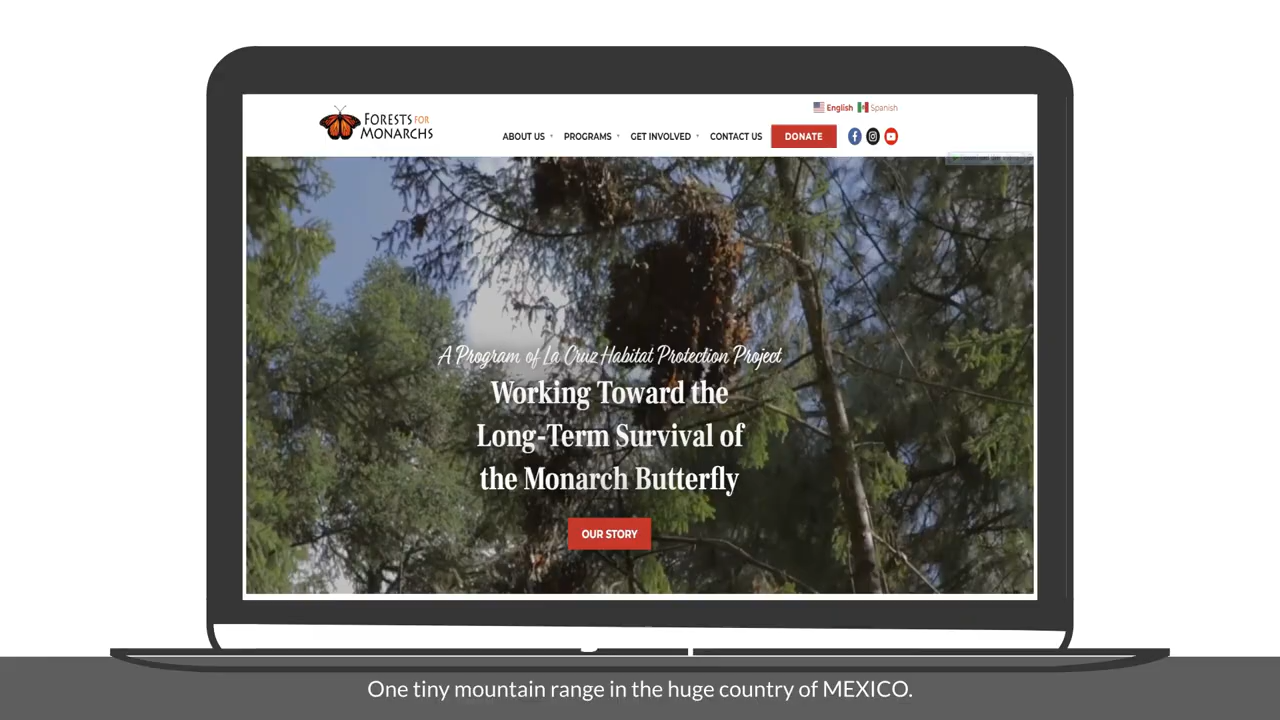 FORESTS FOR
MONARCHS
English Spanish
ABOUT US PROGRAMS GET INVOLVED CONTACT US DONATE
A Program of La Cruz Habitat Protection Project
Working Toward the
Long-Term Survival of
the Monarch Butterfly
OUR STORY
One tiny mountain range in the huge country of MEXICO.